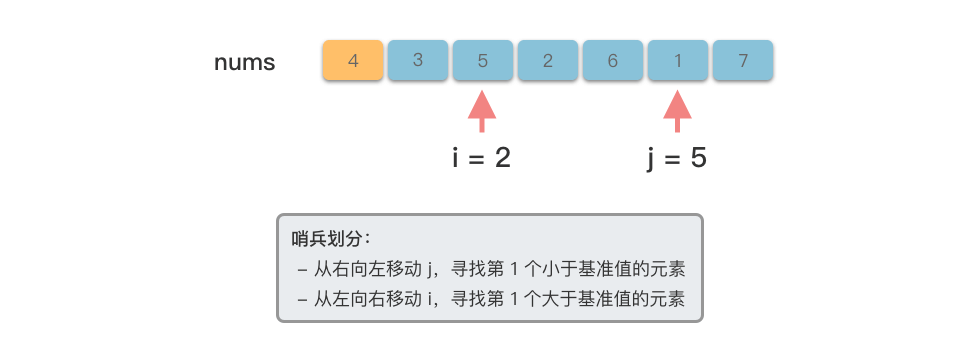 nums 4 3 5 2 6 1 7
i = 2 j = 5
哨兵划分：
- 从右向左移动 j，寻找第 1 个小于基准值的元素
- 从左向右移动 i，寻找第 1 个大于基准值的元素